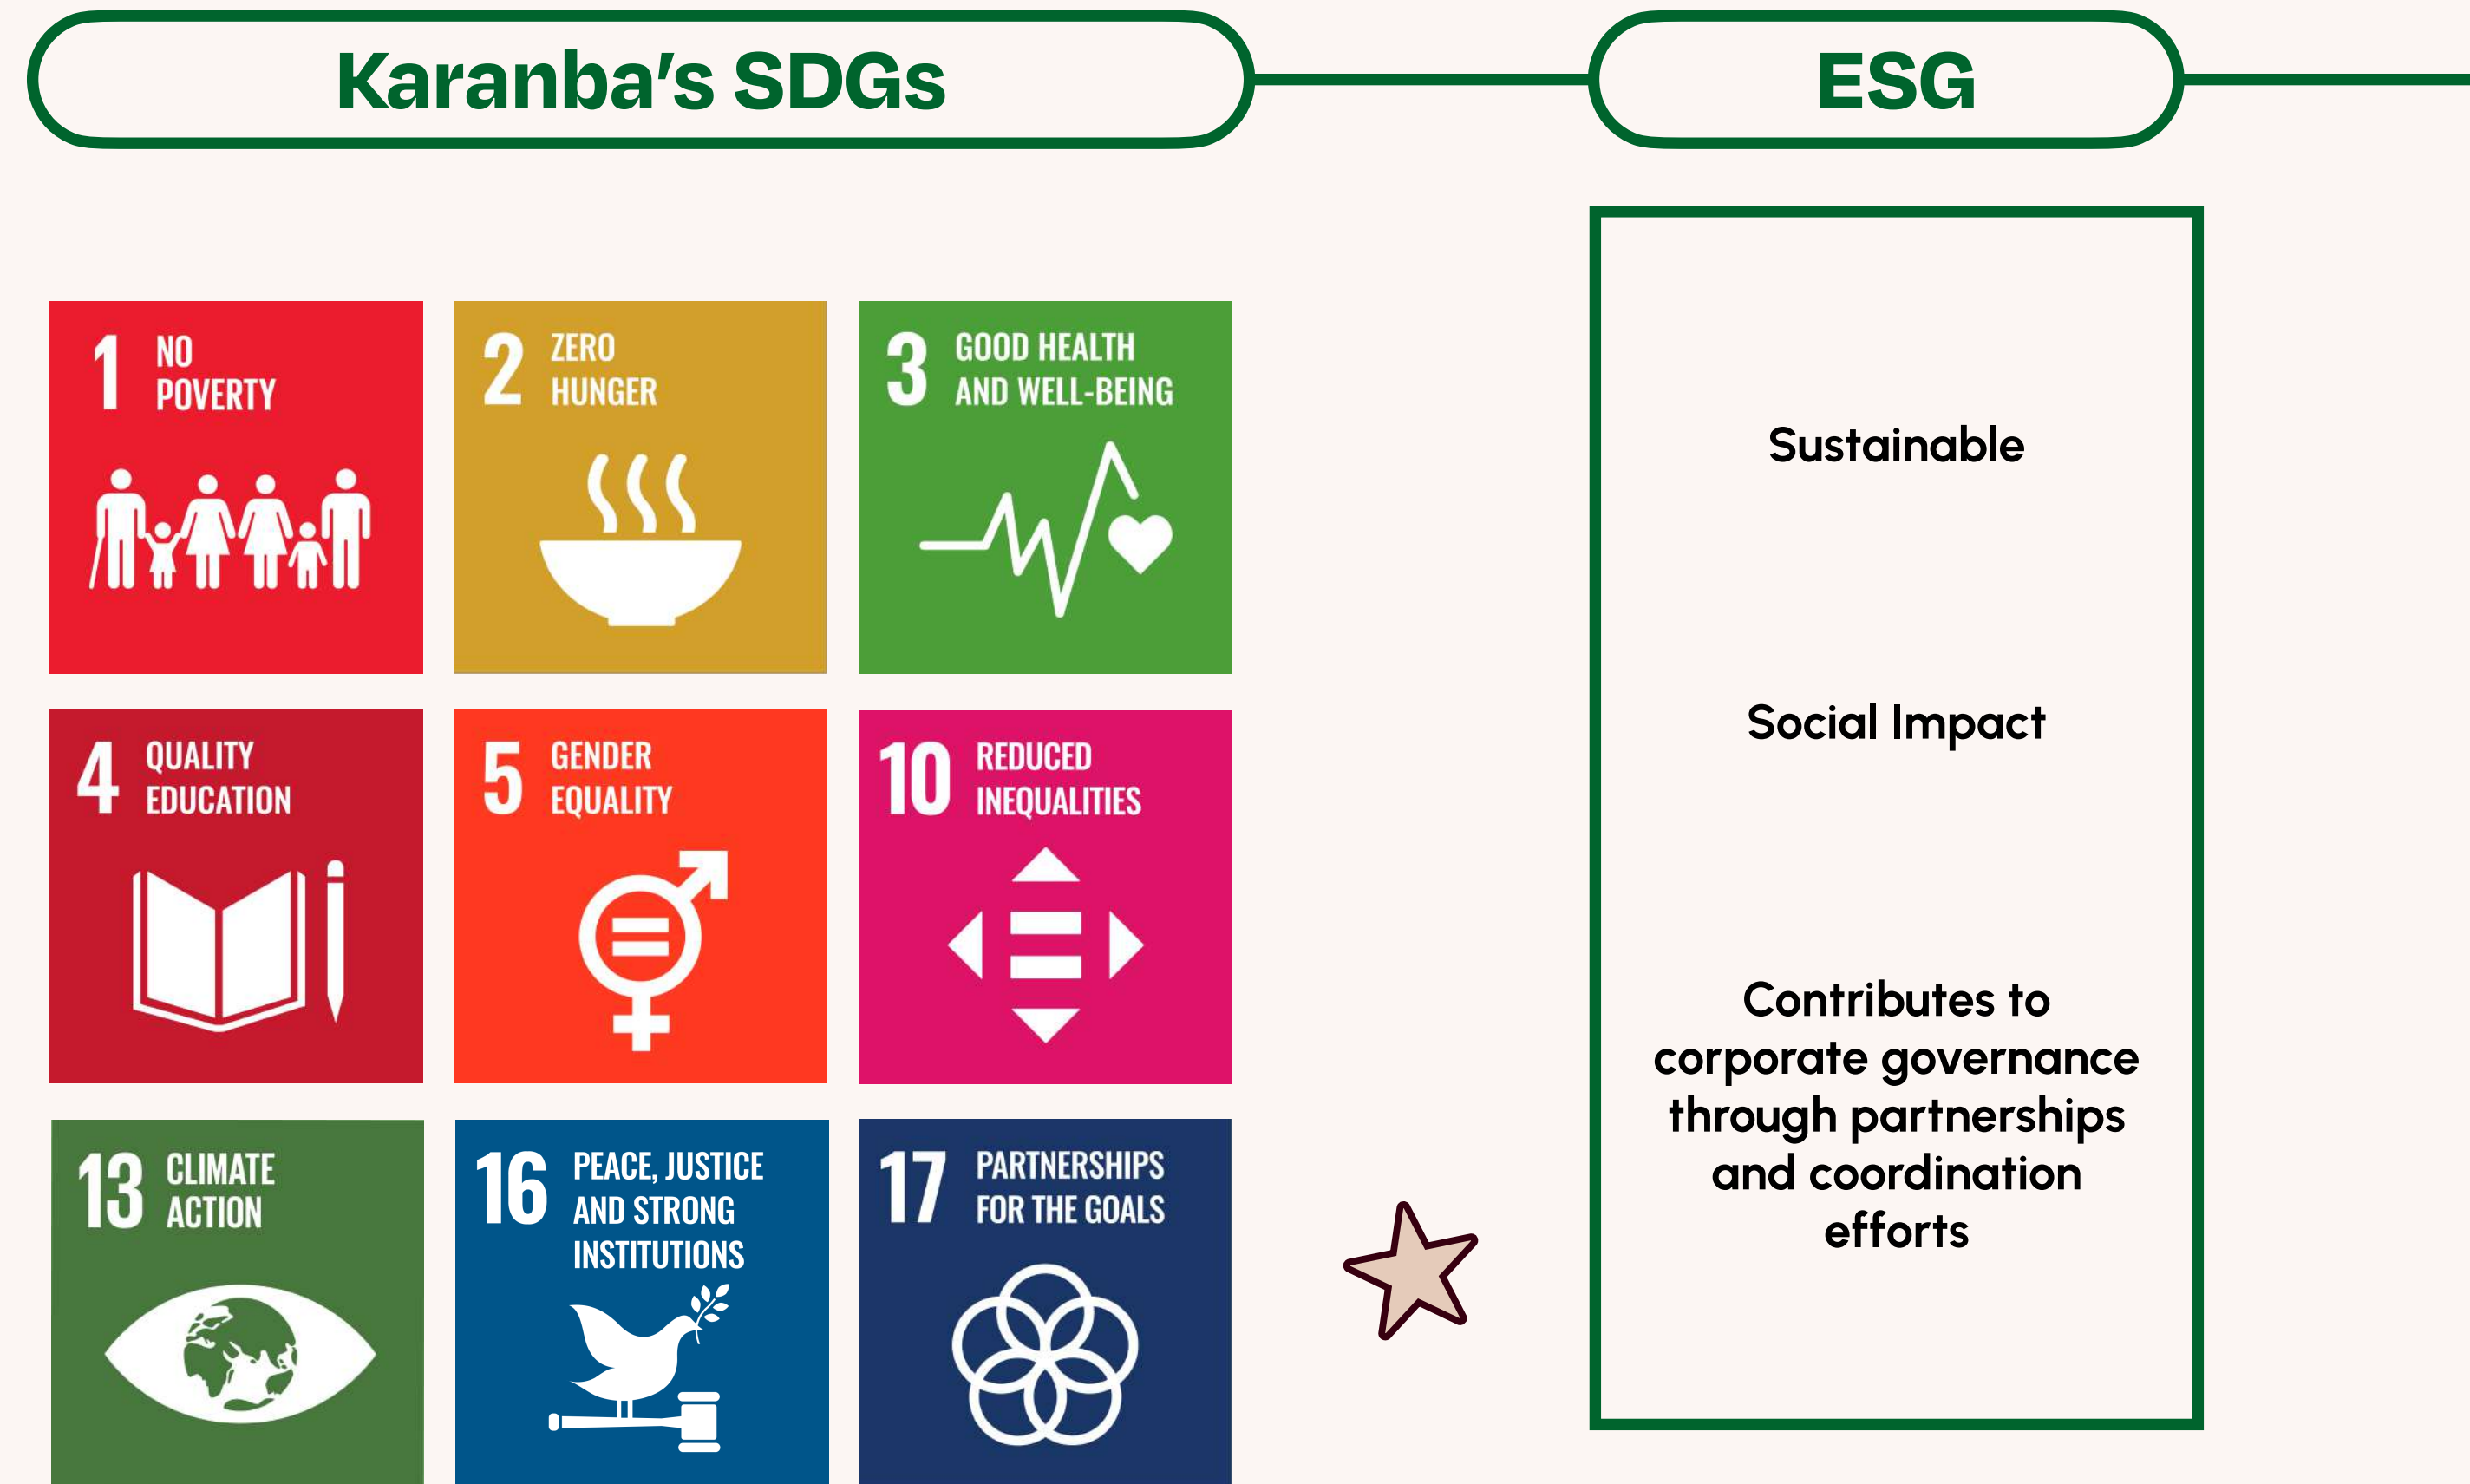 Karanba’s SDGs
ESG
1 NO
POVERTY
2 ZERO
HUNGER
3 GOOD HEALTH
AND WELL-BEING
4 QUALITY
EDUCATION
5 GENDER
EQUALITY
10 REDUCED
INEQUALITIES
13 CLIMATE
ACTION
16 PEACE, JUSTICE
AND STRONG
INSTITUTIONS
17 PARTNERSHIPS
FOR THE GOALS
Sustainable
Social Impact
Contributes to
corporate governance
through partnerships
and coordination
efforts